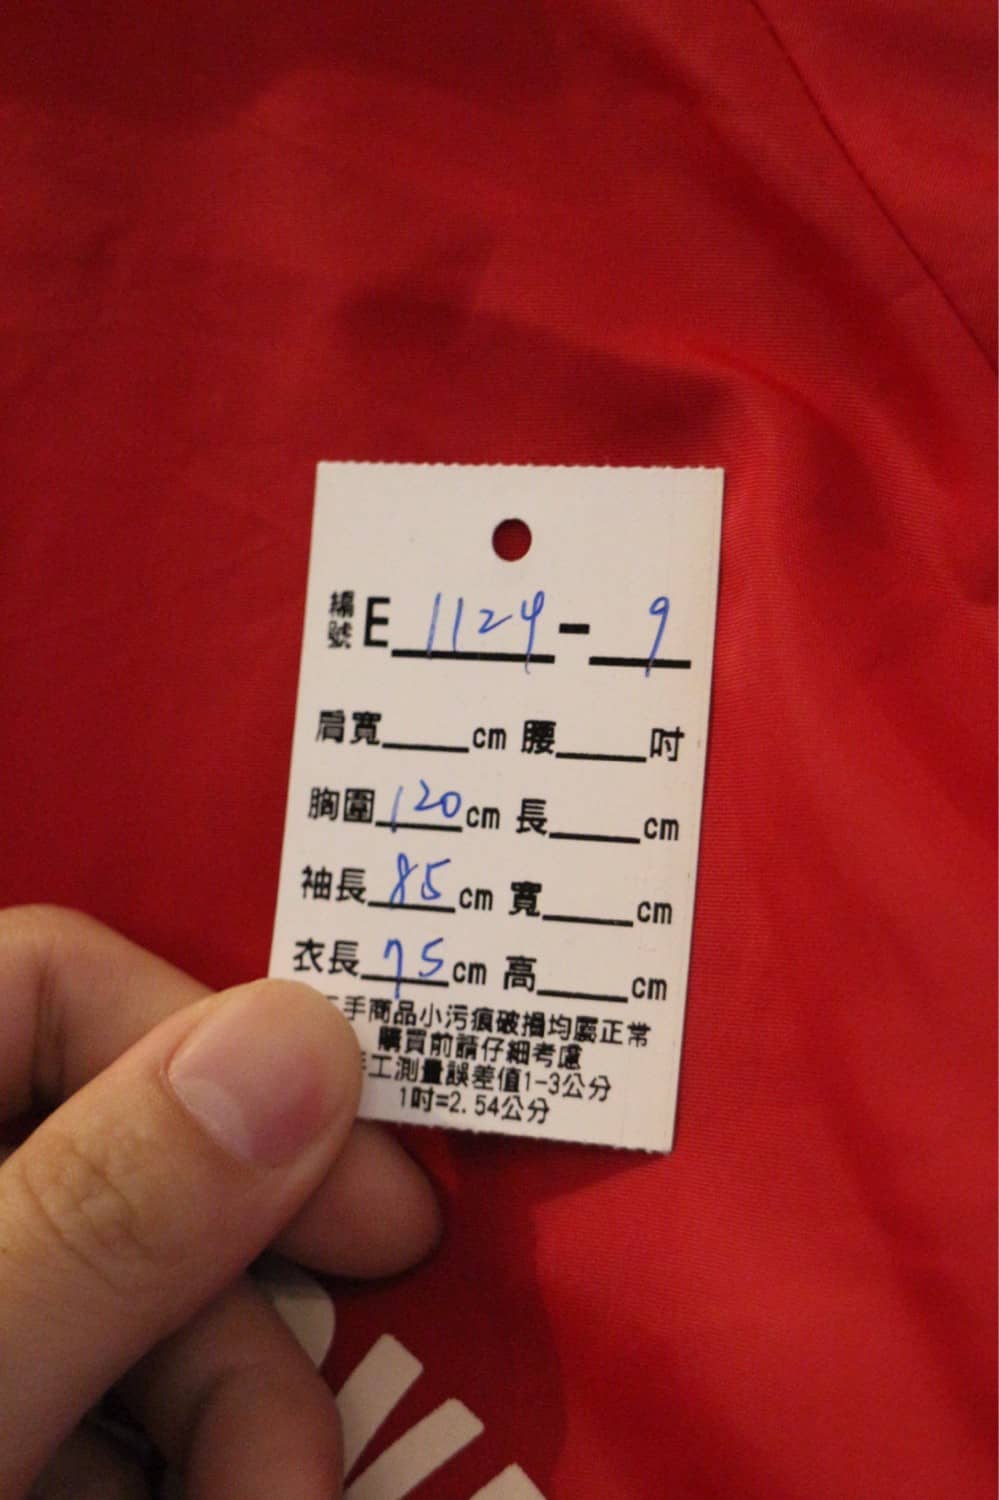 編號 E 1124 - 9
肩寬 cm 腰 吋
胸圍 120 cm 長 cm
袖長 85 cm 寬 cm
衣長 75 cm 高 cm
手商品小污痕破損均屬正常
購買前請仔細考慮
工測量誤差值1-3公分
1吋=2.54公分